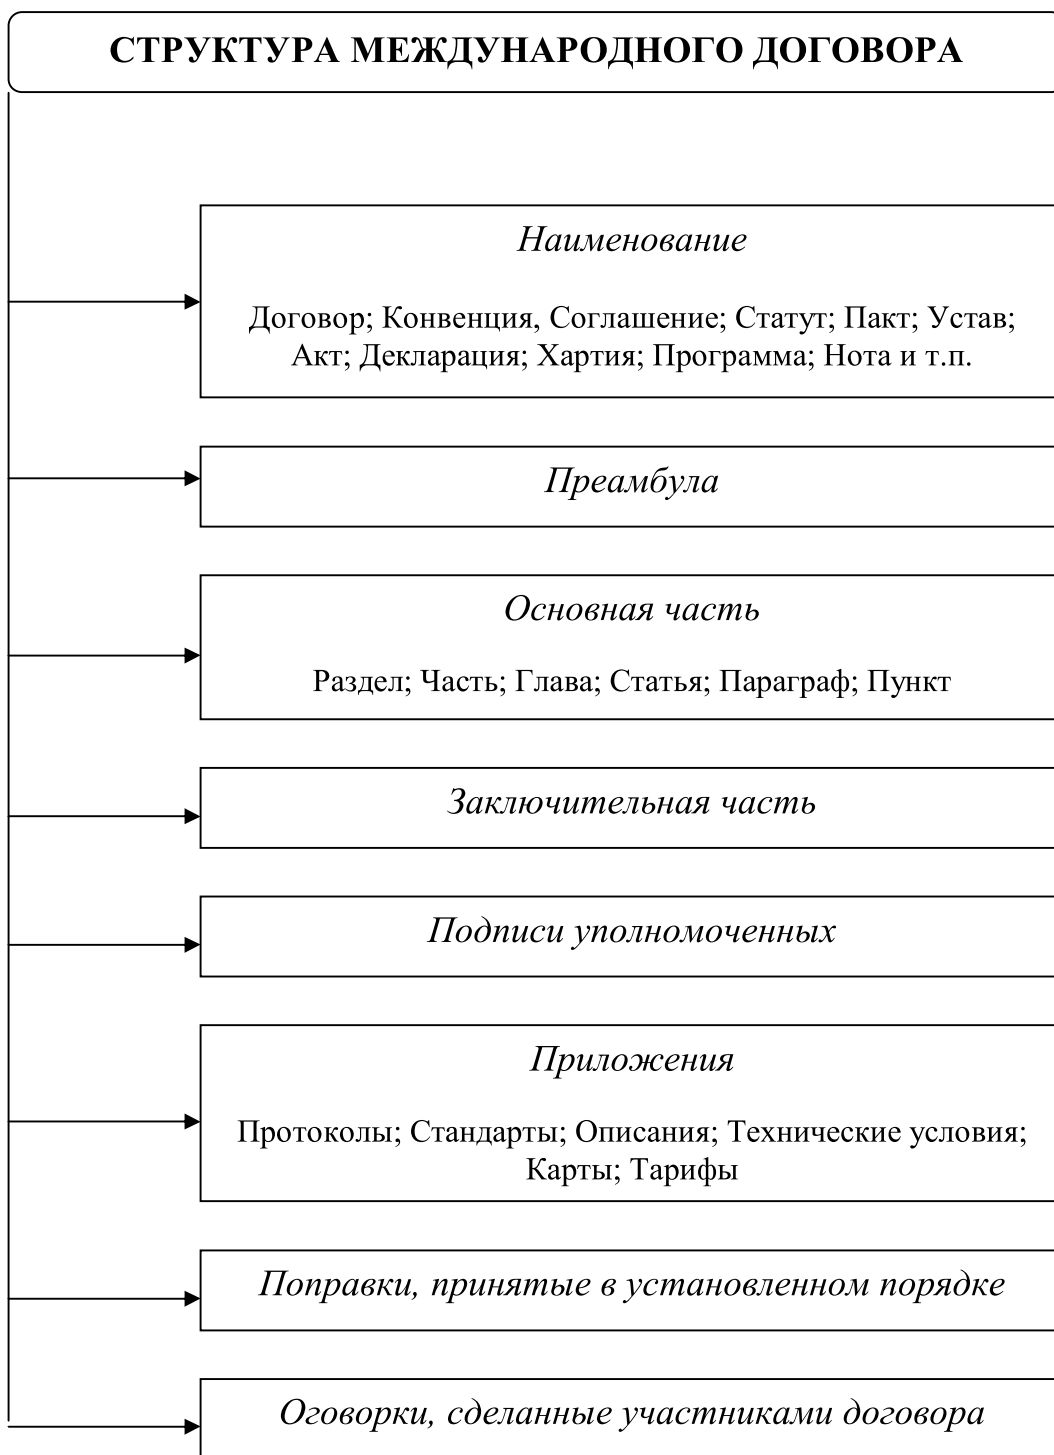 СТРУКТУРА МЕЖДУНАРОДНОГО ДОГОВОРА
Наименование
Договор; Конвенция, Соглашение; Статут; Пакт; Устав;
Акт; Декларация; Хартия; Программа; Нота и т.п.
Преамбула
Основная часть
Раздел; Часть; Глава; Статья; Параграф; Пункт
Заключительная часть
Подписи уполномоченных
Приложения
Протоколы; Стандарты; Описания; Технические условия;
Карты; Тарифы
Поправки, принятые в установленном порядке
Оговорки, сделанные участниками договора